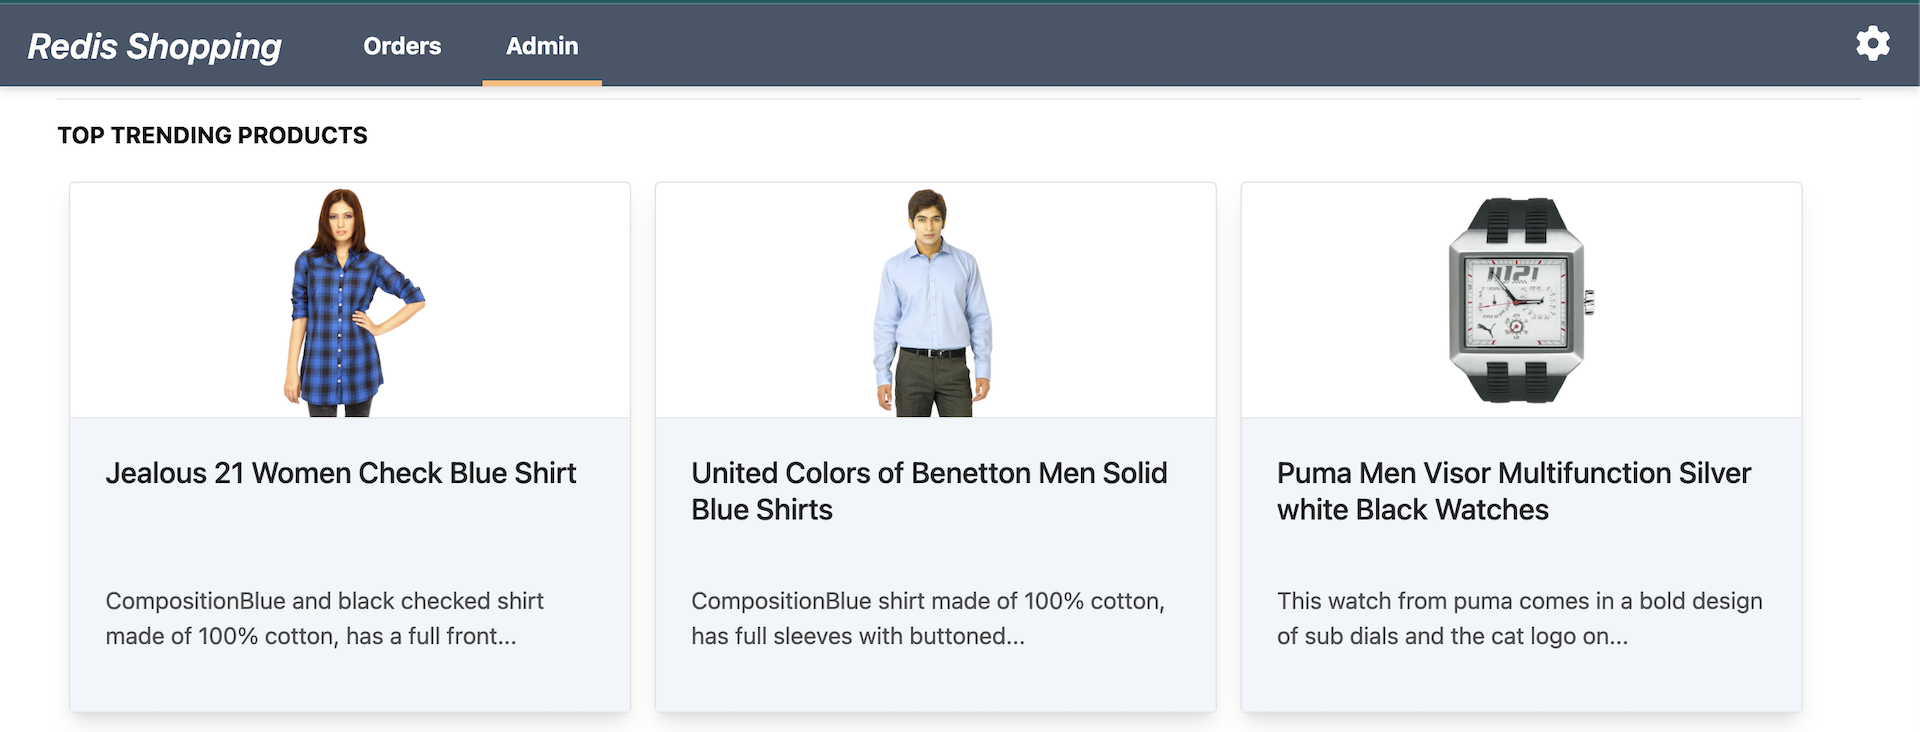 Redis Shopping
Orders
Admin
TOP TRENDING PRODUCTS
Jealous 21 Women Check Blue Shirt
CompositionBlue and black checked shirt
made of 100% cotton, has a full front...
United Colors of Benetton Men Solid
Blue Shirts
CompositionBlue shirt made of 100% cotton,
has full sleeves with buttoned...
Puma Men Visor Multifunction Silver
white Black Watches
This watch from puma comes in a bold design
of sub dials and the cat logo on...